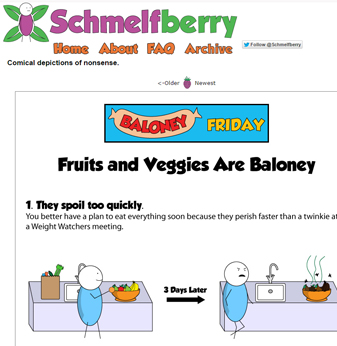 Schmelfberry
Home About FAQ Archive
Follow @Schmelfberry
Comical depictions of nonsense.
<-Older Newest
BALONEY FRIDAY
Fruits and Veggies Are Baloney
1. They spoil too quickly.
You better have a plan to eat everything soon because they perish faster than a twinkie at
a Weight Watchers meeting.
3 Days Later